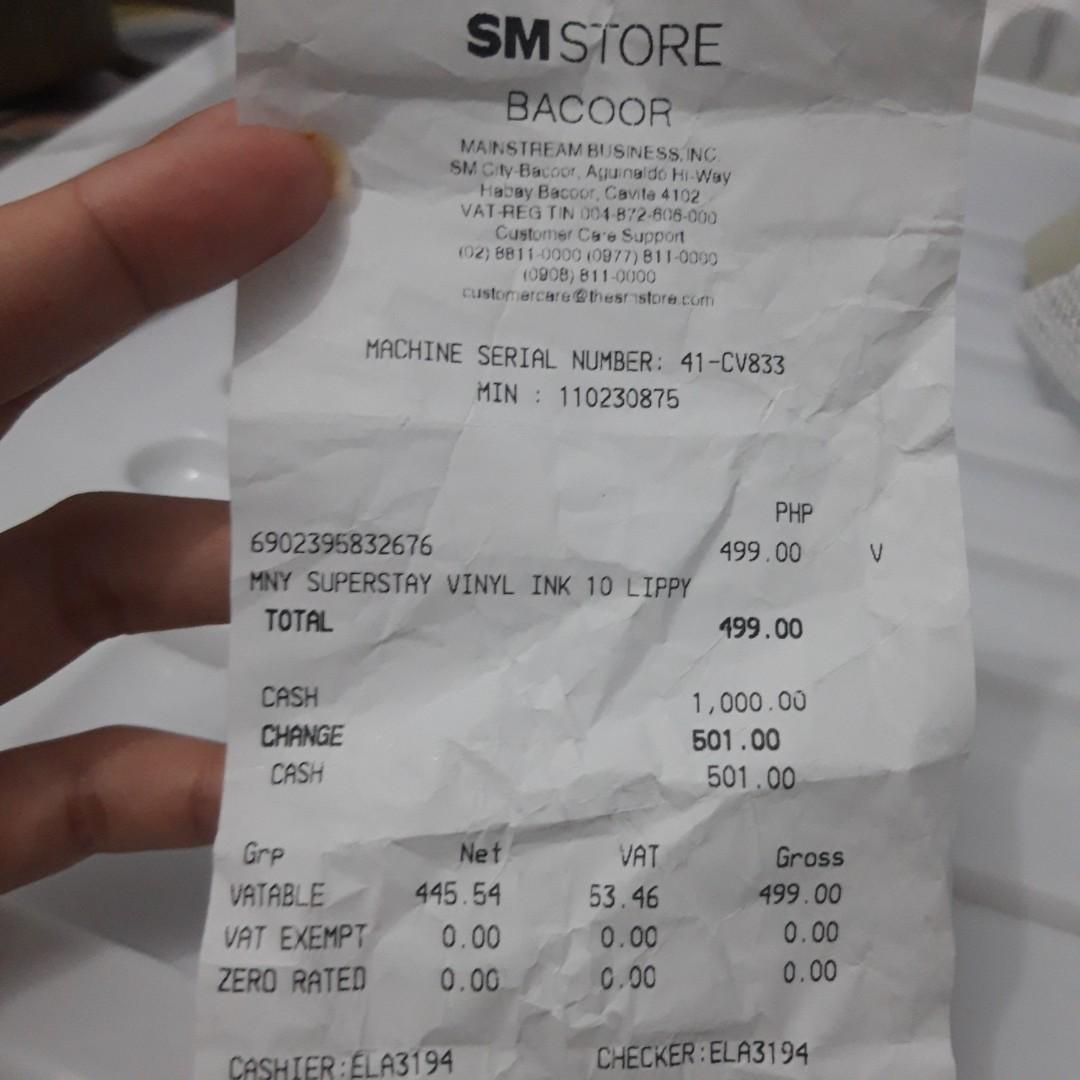 SM STORE
BACOOR
MAINSTREAM BUSINESS, INC.
SM City-Bacoor, Aguinaldo Hi-Way
Habay Bacoor, Cavite 4102
VAT-REG TIN 004-872-606-000
Customer Care Support
(02) 8811-0000 (0977) 811-0000
(0908) 811-0000
customercare@thesmstore.com
MACHINE SERIAL NUMBER: 41-CV833
MIN : 110230875
PHP
6902395832676 499.00 V
MNY SUPERSTAY VINYL INK 10 LIPPY
TOTAL 499.00
CASH 1,000.00
CHANGE 501.00
CASH 501.00
Grp Net VAT Gross
VATABLE 445.54 53.46 499.00
VAT EXEMPT 0.00 0.00 0.00
ZERO RATED 0.00 0.00 0.00
CASHIER:ELA3194 CHECKER:ELA3194